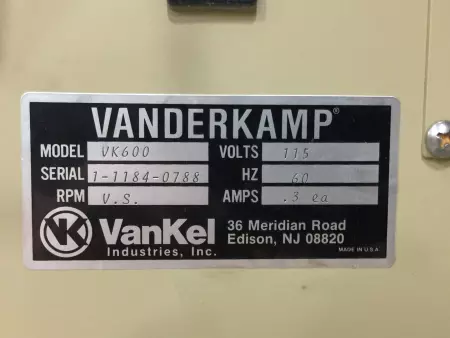 VANDERKAMP®
MODEL VK600 VOLTS 115
SERIAL 1-1184-0788 HZ 60
RPM V.S. AMPS .3 ea
VK VanKel
Industries, Inc.
36 Meridian Road
Edison, NJ 08820
MADE IN U.S.A.